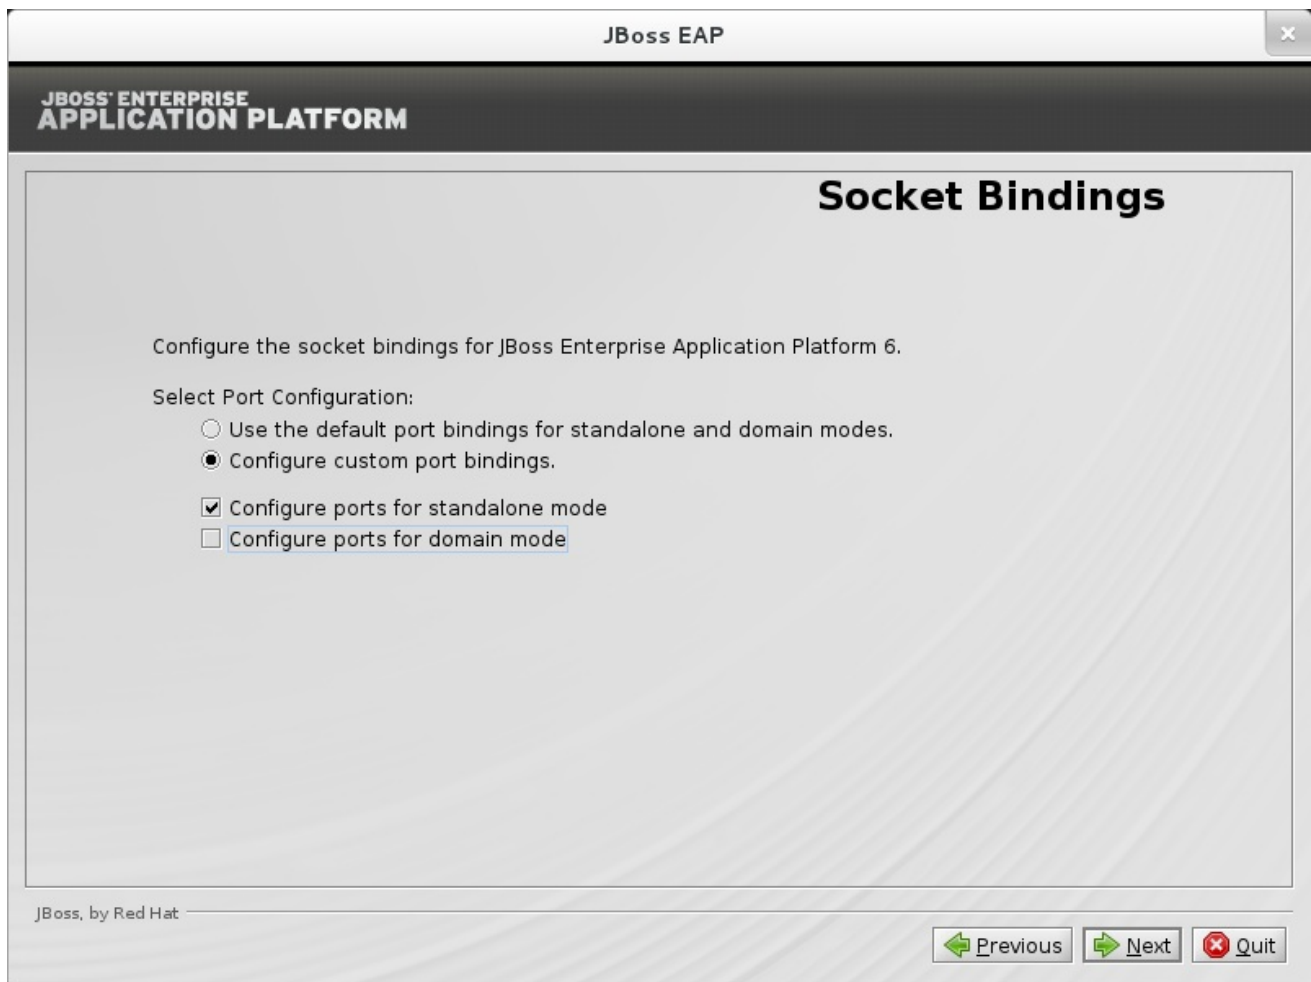 JBoss EAP
JBOSS® ENTERPRISE
APPLICATION PLATFORM
Socket Bindings
Configure the socket bindings for JBoss Enterprise Application Platform 6.
Select Port Configuration:
Use the default port bindings for standalone and domain modes.
Configure custom port bindings.
Configure ports for standalone mode
Configure ports for domain mode
JBoss, by Red Hat
Previous Next Quit